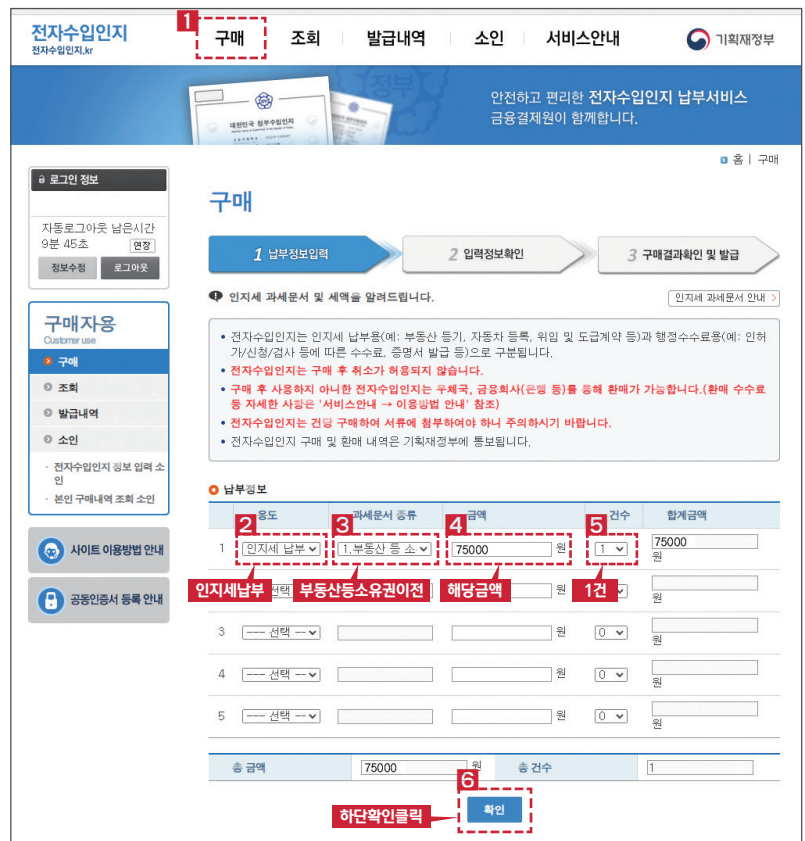 전자수입인지
전자수입인지.kr
1
구매 조회 발급내역 소인 서비스안내
기획재정부
대한민국 정부수입인지
정부
안전하고 편리한 전자수입인지 납부서비스
금융결제원이 함께합니다.
홈 | 구매
로그인 정보
자동로그아웃 남은시간
9분 45초 연장
정보수정 로그아웃
구매자용
Customer use
구매
조회
발급내역
소인
· 전자수입인지 정보 입력 소
인
· 본인 구매내역 조회 소인
사이트 이용방법 안내
공동인증서 등록 안내
구매
1 납부정보입력 2 입력정보확인 3 구매결과확인 및 발급
인지세 과세문서 및 세액을 알려드립니다. 인지세 과세문서 안내 >
• 전자수입인지는 인지세 납부용(예: 부동산 등기, 자동차 등록, 위임 및 도급계약 등)과 행정수수료용(예: 인허
가/신청/검사 등에 따른 수수료, 증명서 발급 등)으로 구분됩니다.
• 전자수입인지는 구매 후 취소가 허용되지 않습니다.
• 구매 후 사용하지 아니한 전자수입인지는 우체국, 금융회사(은행 등)를 통해 환매가 가능합니다.(환매 수수료
등 자세한 사항은 '서비스안내 → 이용방법 안내' 참조)
• 전자수입인지는 건당 구매하여 서류에 첨부하여야 하니 주의하시기 바랍니다.
• 전자수입인지 구매 및 환매 내역은 기획재정부에 통보됩니다.
납부정보
용도 과세문서 종류 금액 건수 합계금액
2 3 4 5
1 인지세 납부 1.부동산 등 소 75000 원 1 75000
원
인지세납부 부동산등소유권이전 해당금액 1건
선택 원
원
3 --- 선택 -- 원 0
원
4 --- 선택 -- 원 0
원
5 --- 선택 -- 원 0
원
총 금액 75000 원 총 건수 1
6
하단확인클릭 확인